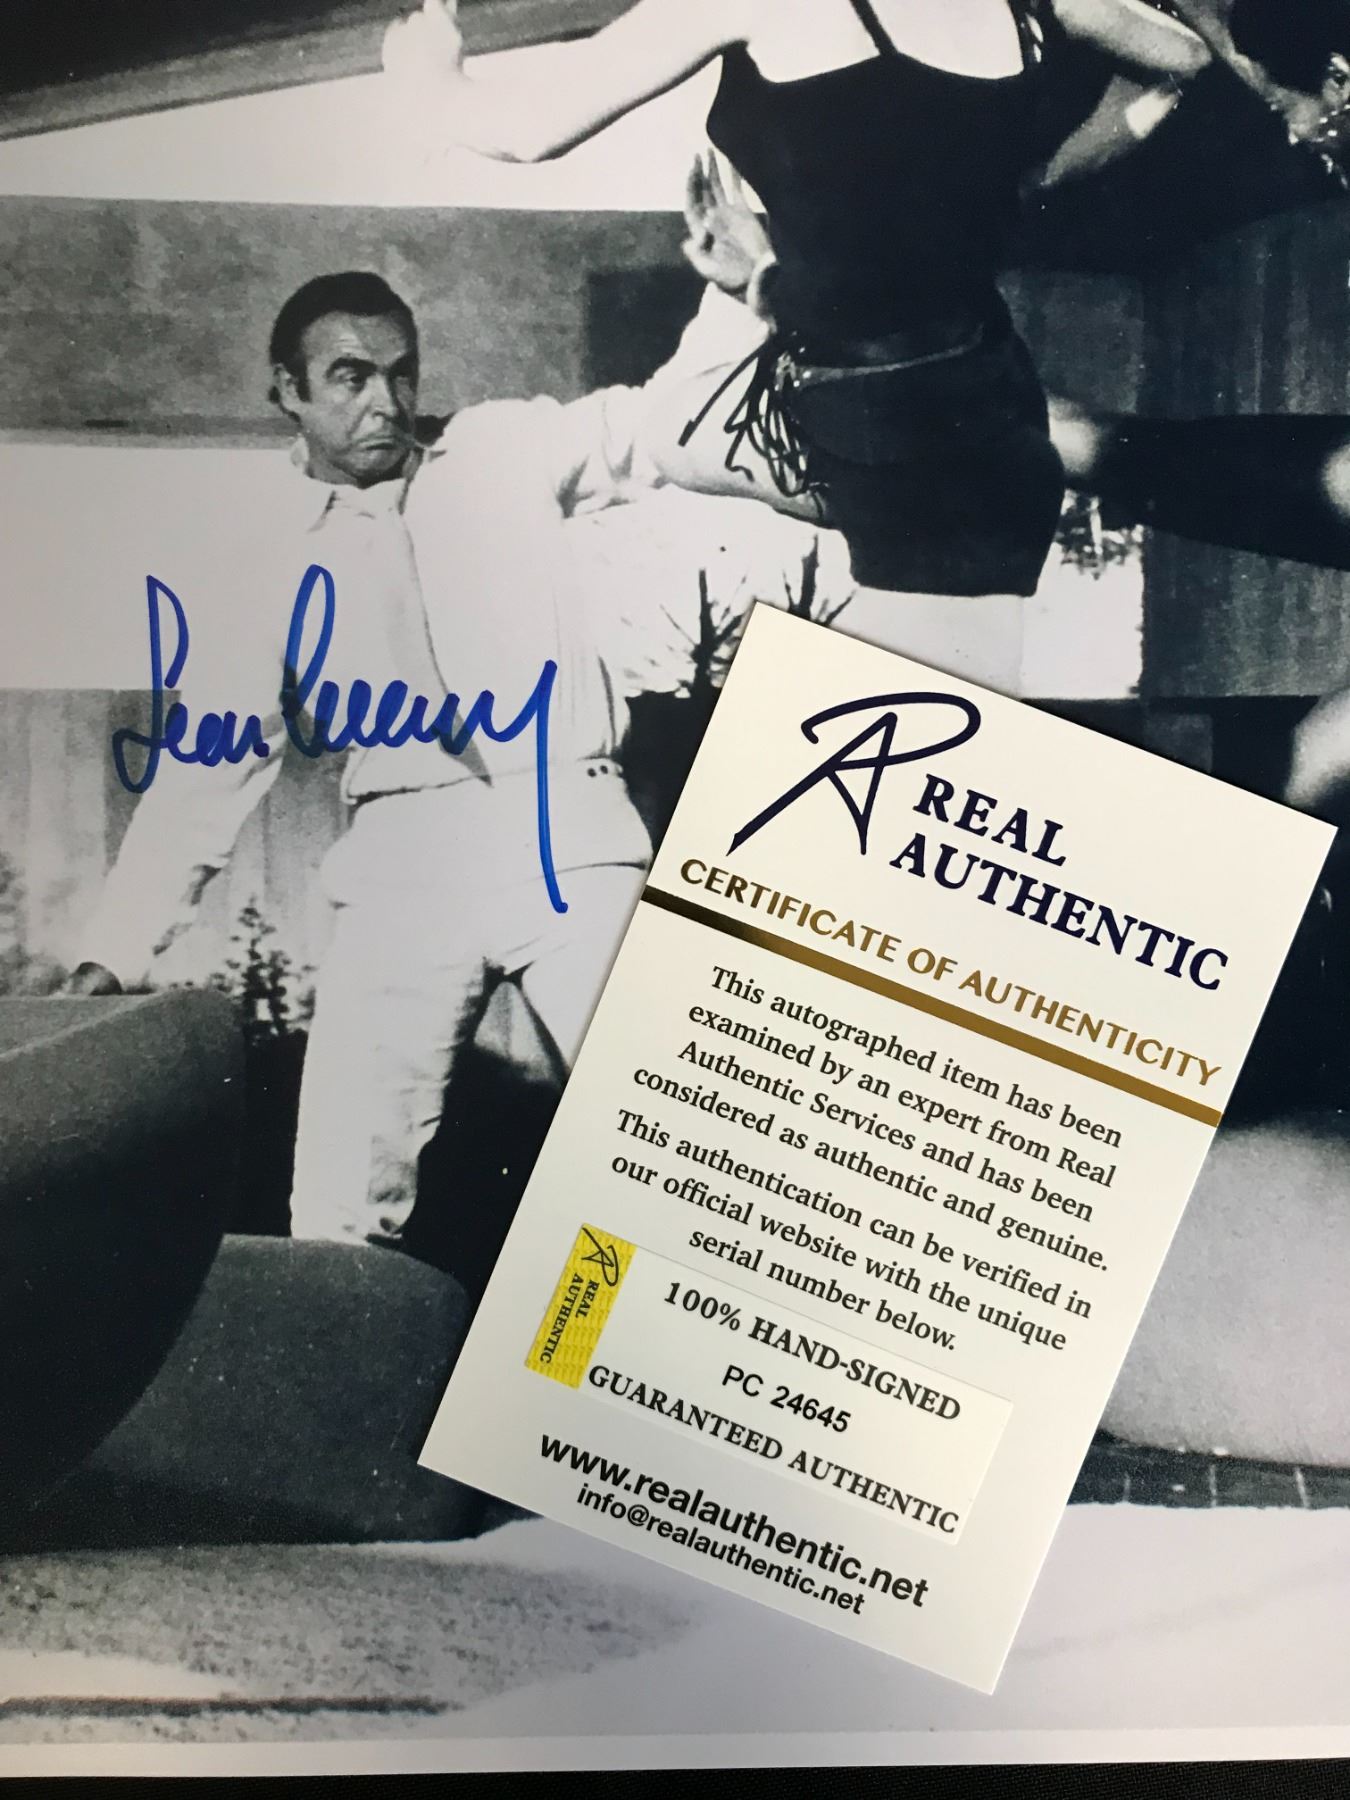 Sean Connery
REAL
AUTHENTIC
CERTIFICATE OF AUTHENTICITY
This autographed item has been
examined by an expert from Real
Authentic Services and has been
considered as authentic and genuine.
This authentication can be verified in
our official website with the unique
serial number below.
REAL
AUTHENTIC
100% HAND-SIGNED
PC 24645
GUARANTEED AUTHENTIC
www.realauthentic.net
info@realauthentic.net